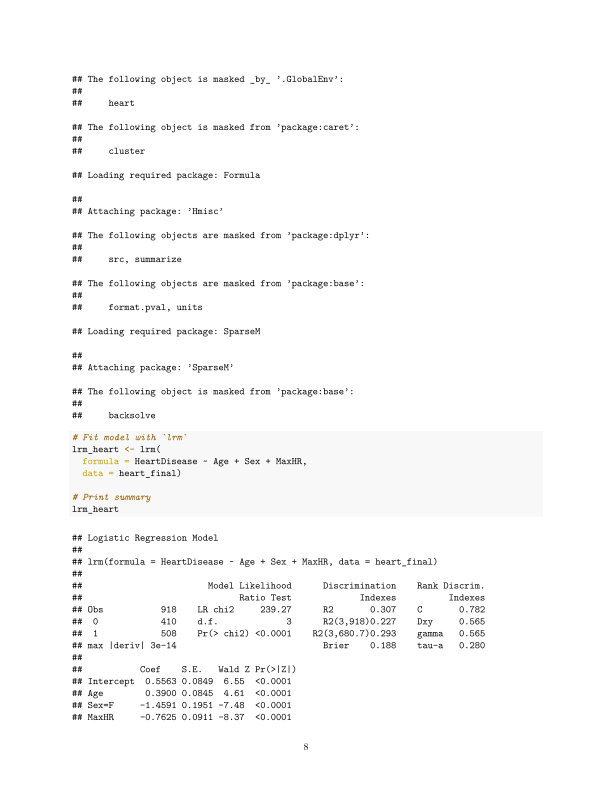 ## The following object is masked _by_ '.GlobalEnv':
##
##     heart
## The following object is masked from 'package:caret':
##
##     cluster
## Loading required package: Formula
##
## Attaching package: 'Hmisc'
## The following objects are masked from 'package:dplyr':
##
##     src, summarize
## The following objects are masked from 'package:base':
##
##     format.pval, units
## Loading required package: SparseM
##
## Attaching package: 'SparseM'
## The following object is masked from 'package:base':
##
##     backsolve
# Fit model with `lrm`
lrm_heart <- lrm(
  formula = HeartDisease ~ Age + Sex + MaxHR,
  data = heart_final)
# Print summary
lrm_heart
## Logistic Regression Model
##
## lrm(formula = HeartDisease ~ Age + Sex + MaxHR, data = heart_final)
##
##                        Model Likelihood      Discrimination    Rank Discrim.
##                              Ratio Test             Indexes          Indexes
## Obs           918    LR chi2     239.27      R2       0.307    C       0.782
##  0            410    d.f.             3      R2(3,918)0.227    Dxy     0.565
##  1            508    Pr(> chi2) <0.0001    R2(3,680.7)0.293    gamma   0.565
## max |deriv| 3e-14                            Brier    0.188    tau-a   0.280
##
##           Coef    S.E.   Wald Z Pr(>|Z|)
## Intercept  0.5563 0.0849  6.55  <0.0001
## Age        0.3900 0.0845  4.61  <0.0001
## Sex=F     -1.4591 0.1951 -7.48  <0.0001
## MaxHR     -0.7625 0.0911 -8.37  <0.0001
8